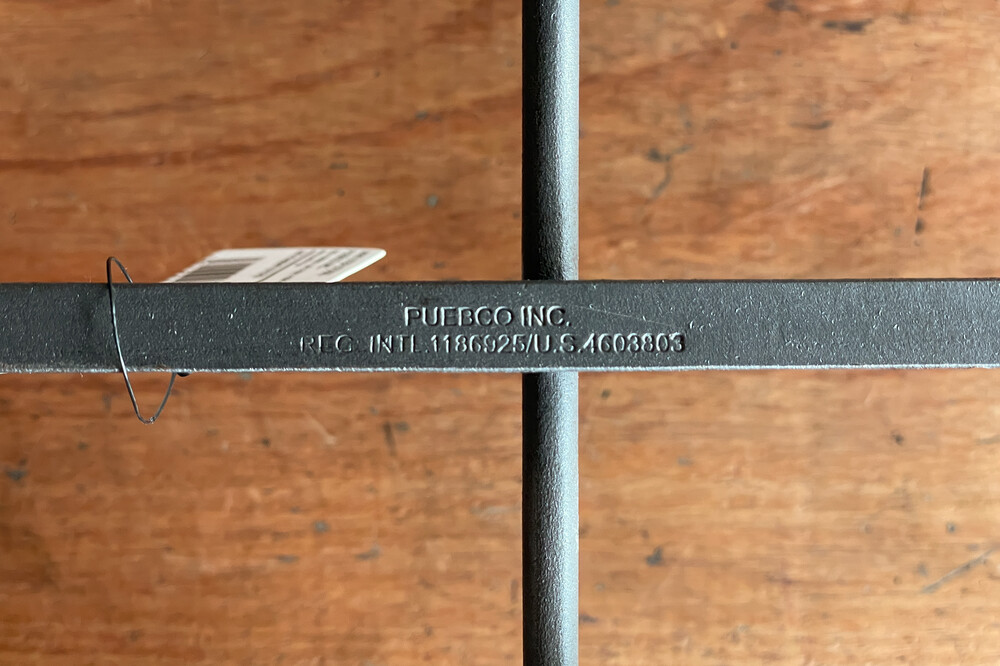 PUEBCO INC.
REG. INTL.1186925/U.S.4603803